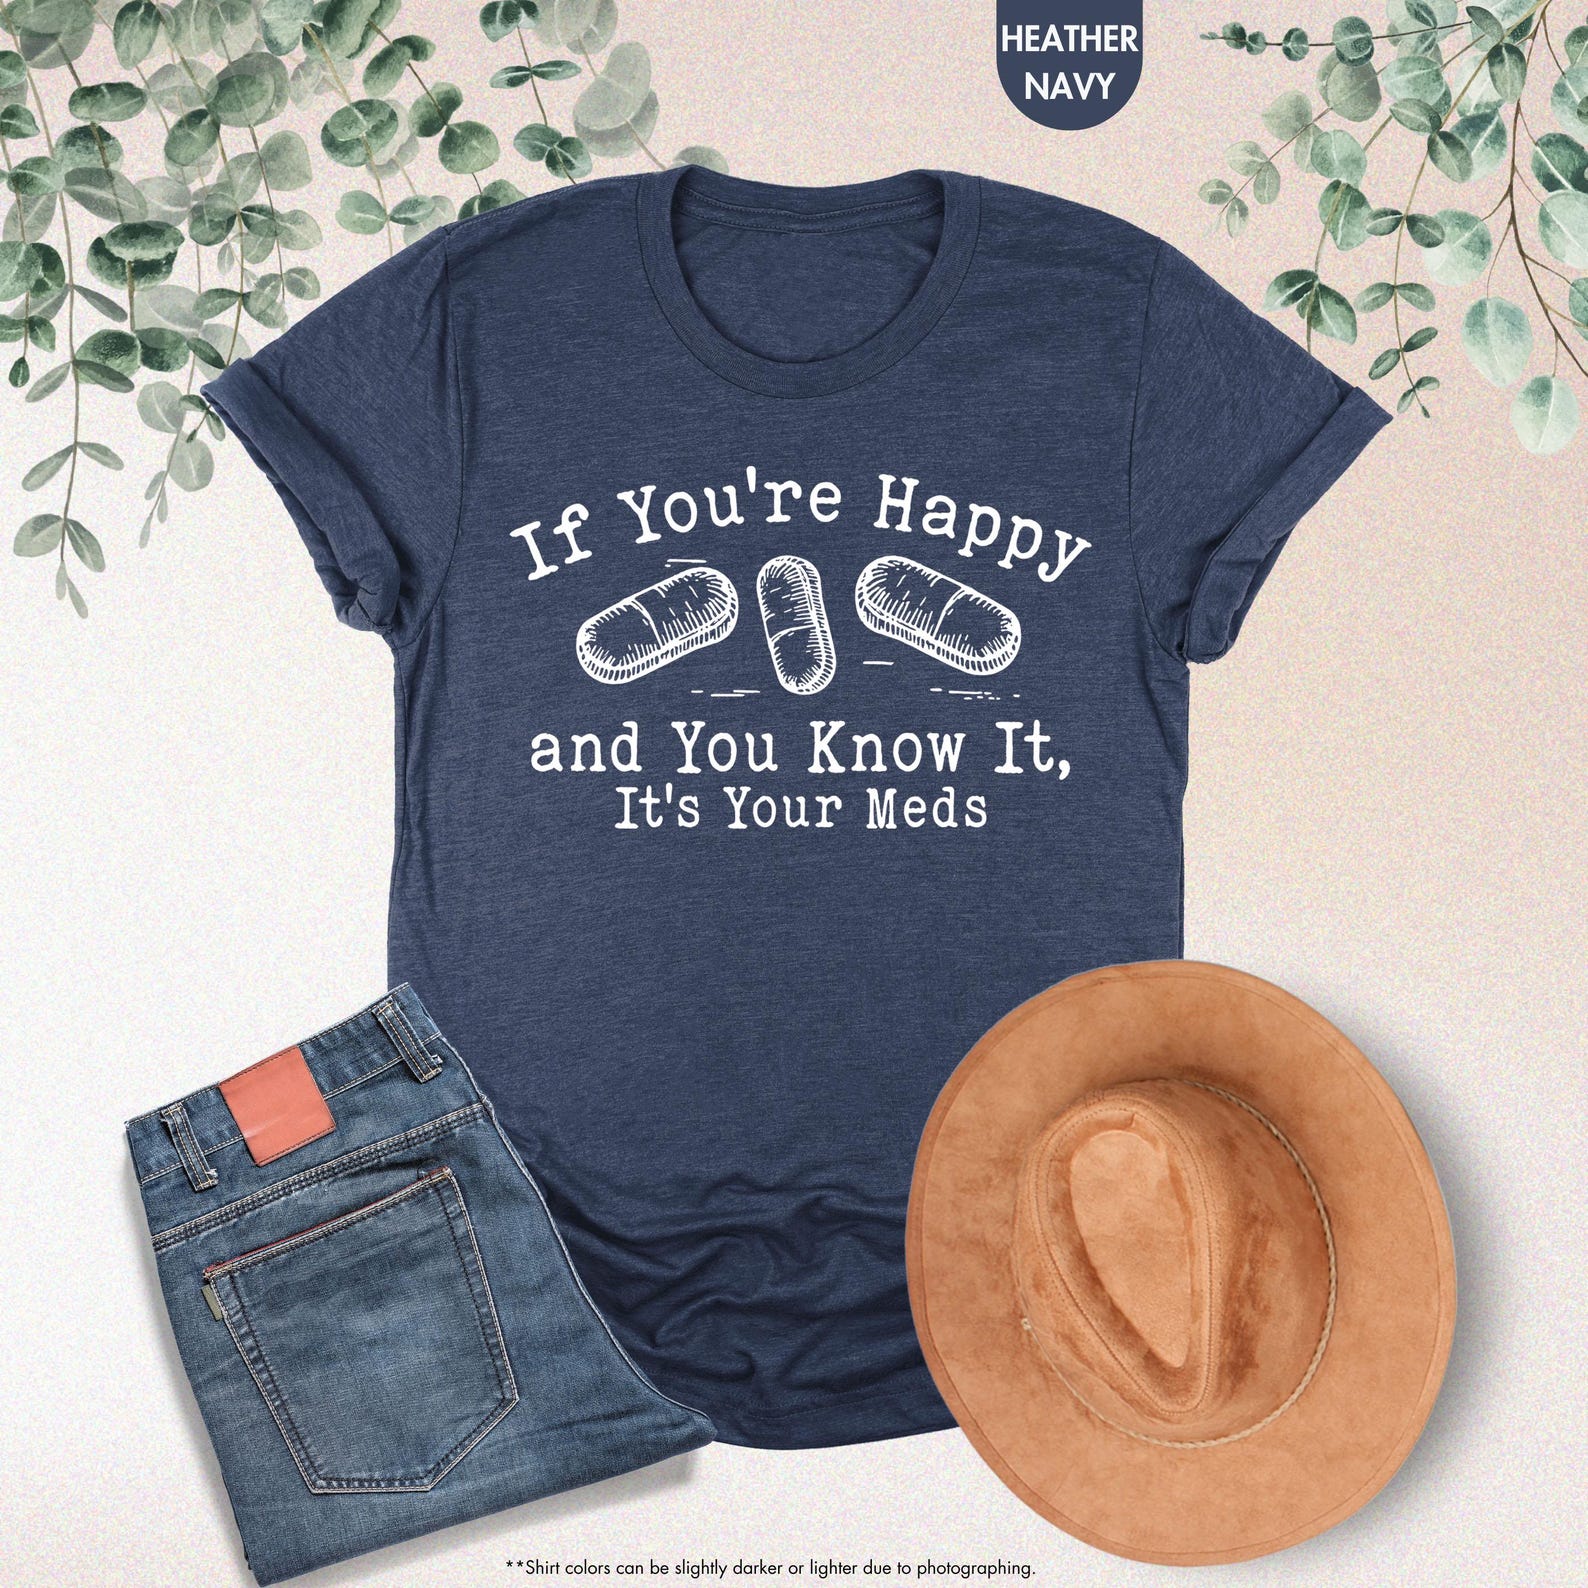 HEATHER
NAVY
If You're Happy
and You Know It,
It's Your Meds
**Shirt colors can be slightly darker or lighter due to photographing.